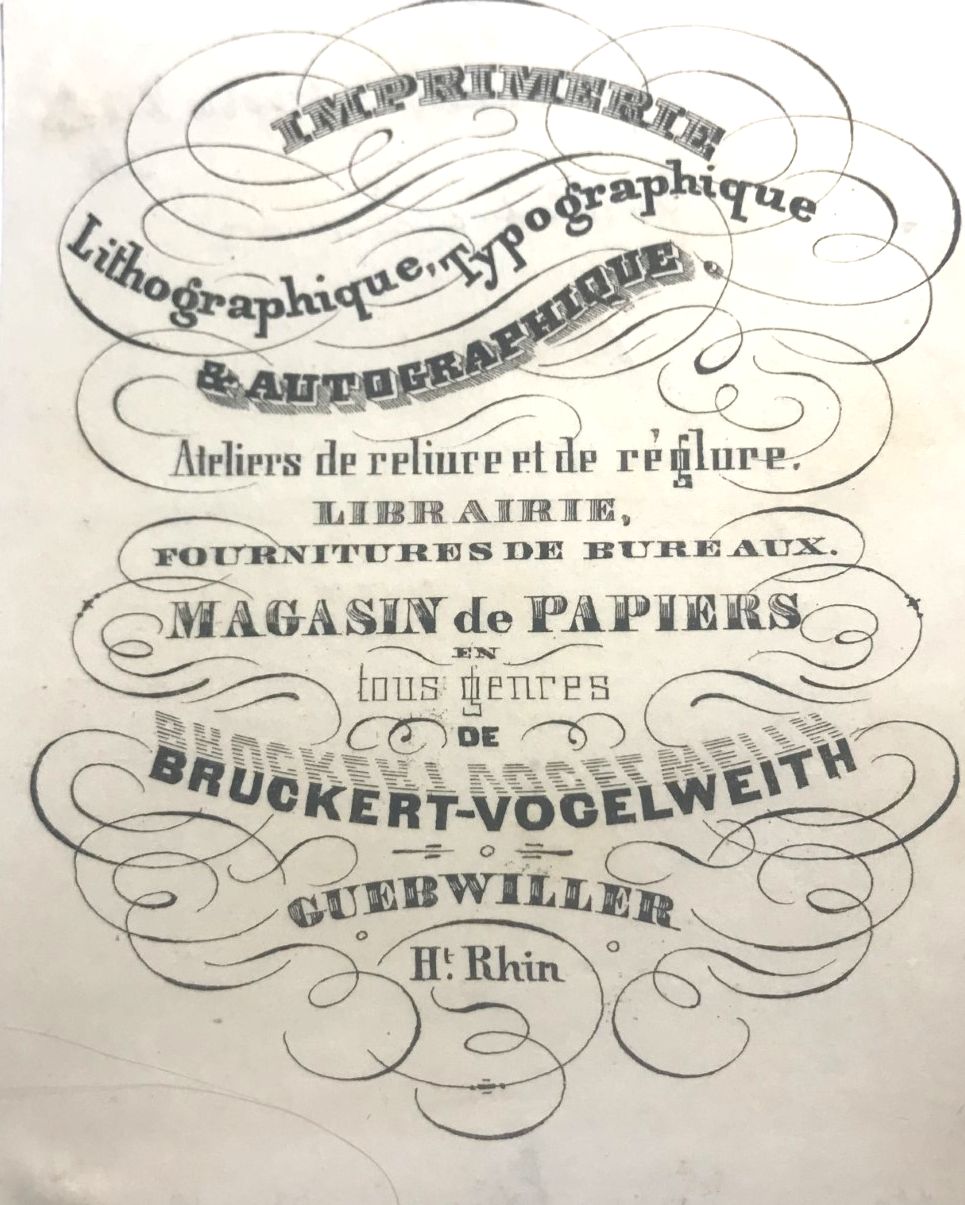 IMPRIMERIE
Lithographique, Typographique
& AUTOGRAPHIQUE
Ateliers de reliure et de réglure.
LIBRAIRIE,
FOURNITURES DE BUREAUX.
MAGASIN de PAPIERS
EN
tous genres
DE
BRUCKERT-VOGELWEITH
GUEBWILLER
Ht. Rhin